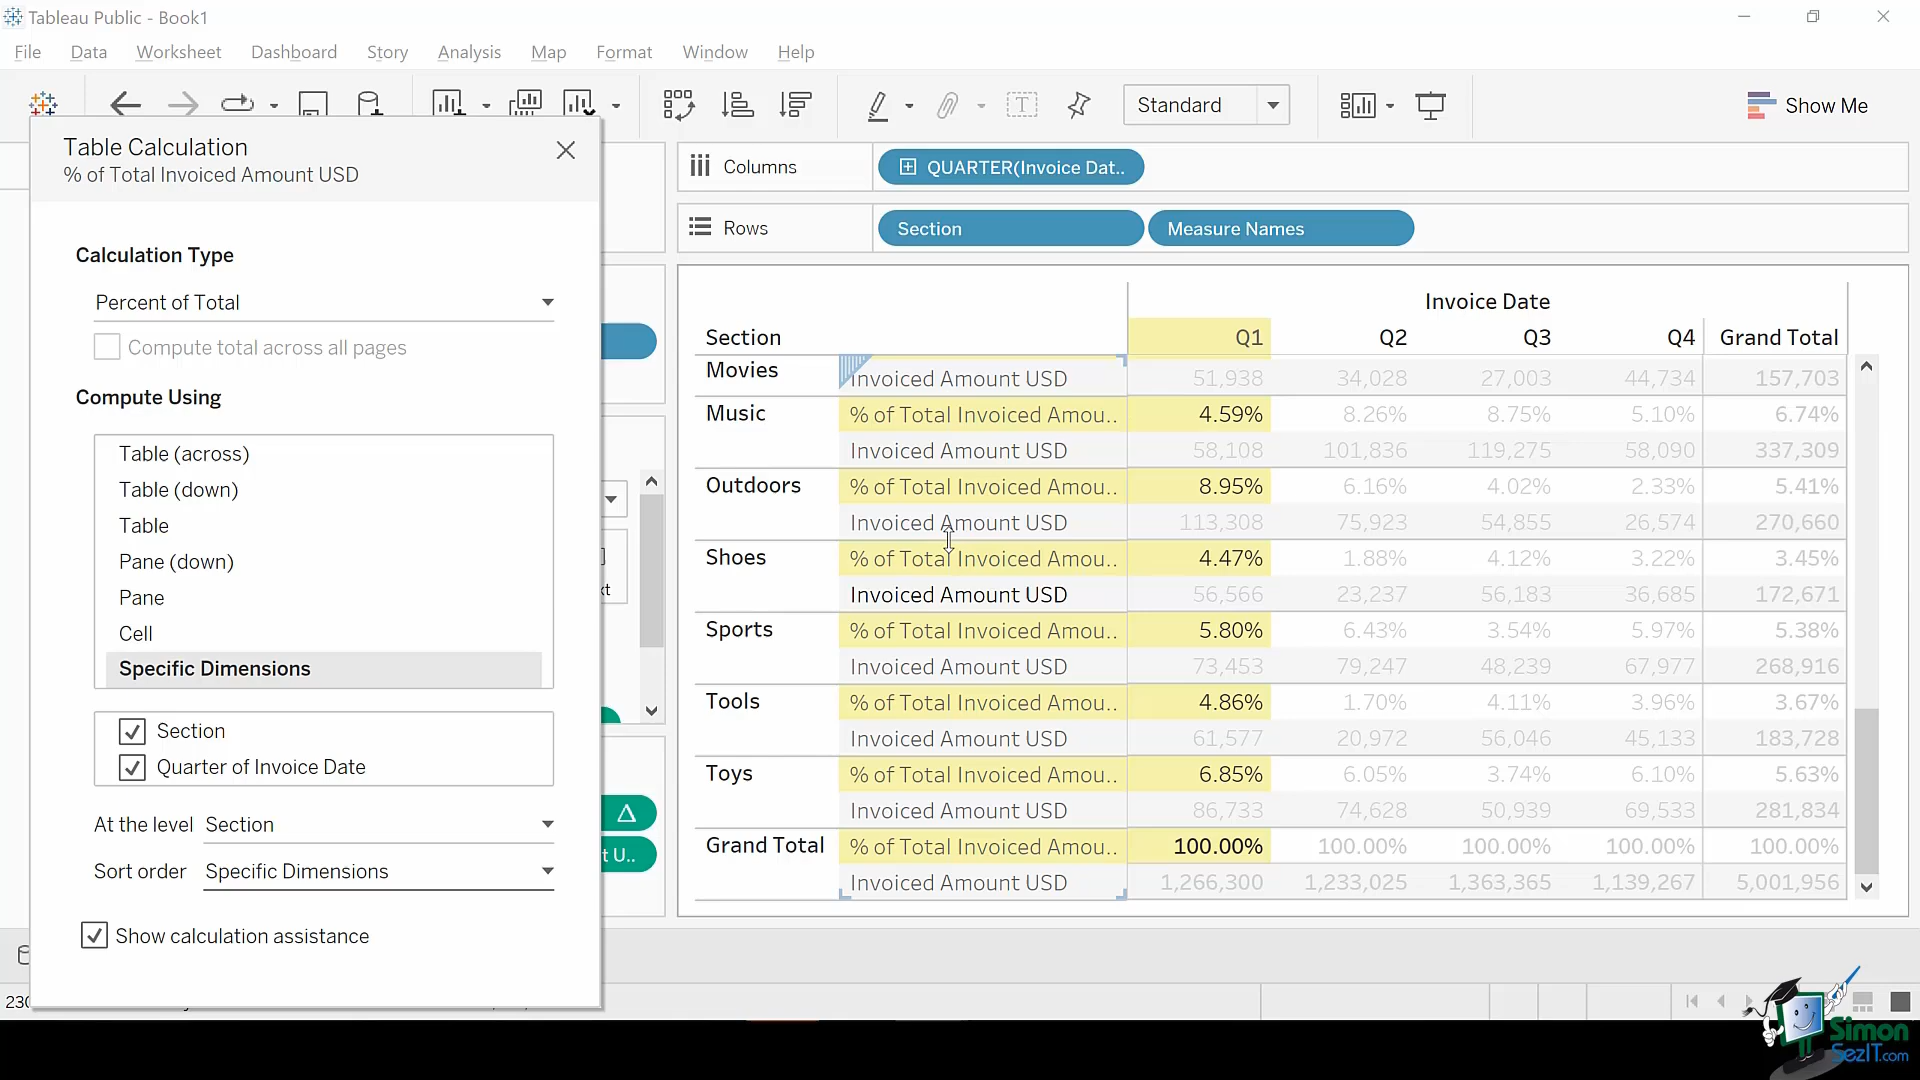 Tableau Public - Book1
File Data Worksheet Dashboard Story Analysis Map Format Window Help
Standard
Show Me
Table Calculation
% of Total Invoiced Amount USD
Calculation Type
Percent of Total
Compute total across all pages
Compute Using
Table (across)
Table (down)
Table
Pane (down)
Pane
Cell
Specific Dimensions
Section
Quarter of Invoice Date
At the level Section
Sort order Specific Dimensions
Show calculation assistance
t U..
Columns QUARTER(Invoice Dat..
Rows Section Measure Names
Invoice Date
Section Q1 Q2 Q3 Q4 Grand Total
Movies Invoiced Amount USD 51,938 34,028 27,003 44,734 157,703
Music % of Total Invoiced Amou.. 4.59% 8.26% 8.75% 5.10% 6.74%
Invoiced Amount USD 58,108 101,836 119,275 58,090 337,309
Outdoors % of Total Invoiced Amou.. 8.95% 6.16% 4.02% 2.33% 5.41%
Invoiced Amount USD 113,308 75,923 54,855 26,574 270,660
Shoes % of Total Invoiced Amou.. 4.47% 1.88% 4.12% 3.22% 3.45%
Invoiced Amount USD 56,566 23,237 56,183 36,685 172,671
Sports % of Total Invoiced Amou.. 5.80% 6.43% 3.54% 5.97% 5.38%
Invoiced Amount USD 73,453 79,247 48,239 67,977 268,916
Tools % of Total Invoiced Amou.. 4.86% 1.70% 4.11% 3.96% 3.67%
Invoiced Amount USD 61,577 20,972 56,046 45,133 183,728
Toys % of Total Invoiced Amou.. 6.85% 6.05% 3.74% 6.10% 5.63%
Invoiced Amount USD 86,733 74,628 50,939 69,533 281,834
Grand Total % of Total Invoiced Amou.. 100.00% 100.00% 100.00% 100.00% 100.00%
Invoiced Amount USD 1,266,300 1,233,025 1,363,365 1,139,267 5,001,956
Simon
SezIT.com